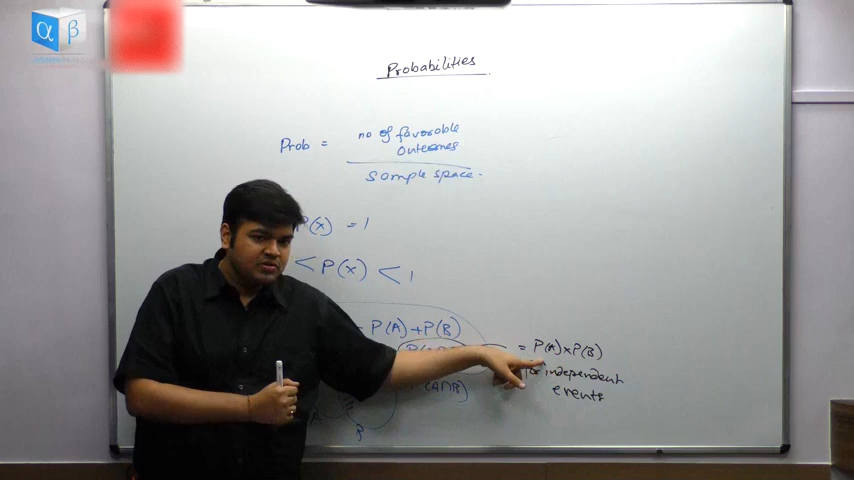 α β
Probabilities
Prob = no of favorable
outcomes
sample space.
P(x) = 1
< P(x) < 1
P(A) + P(B)
= P(A) x P(B)
for independent
events
P(A∩B)